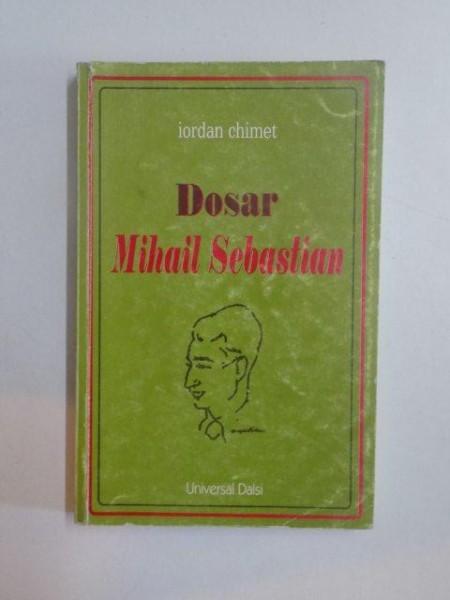 iordan chimet
Dosar
Mihail Sebastian
Universal Dalsi